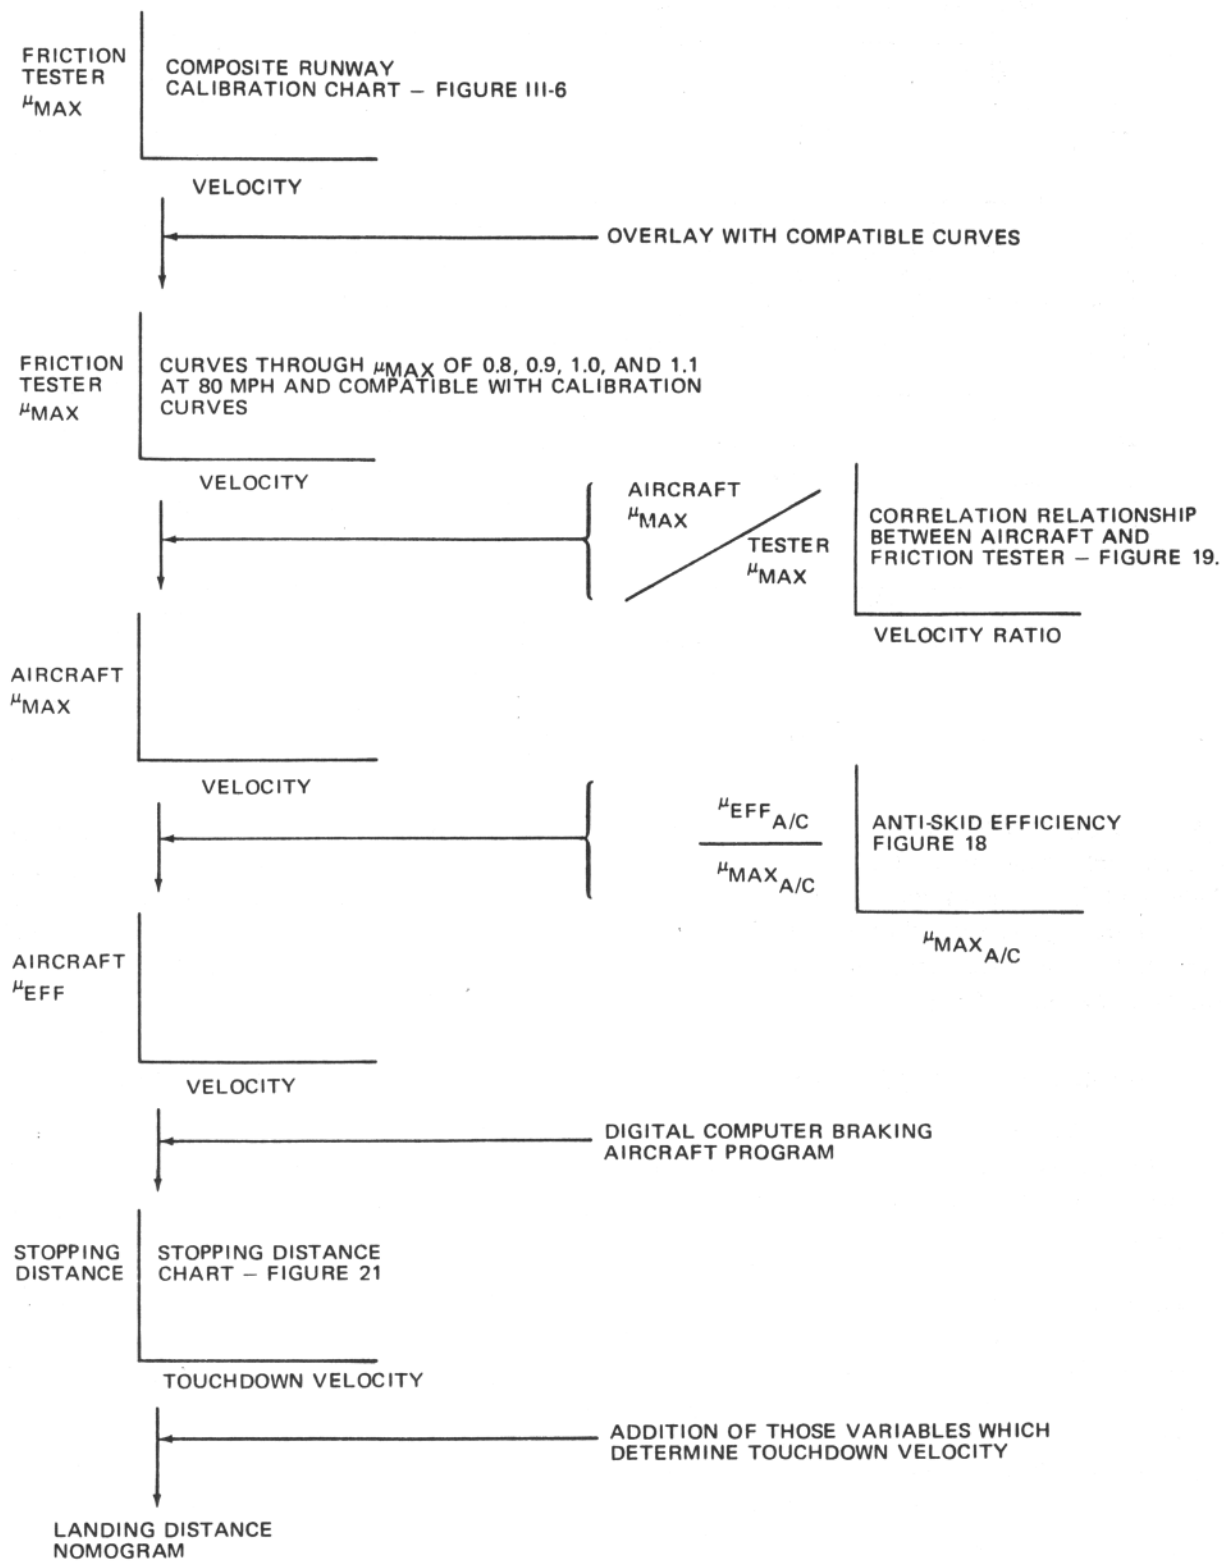 FRICTION
TESTER
μMAX
COMPOSITE RUNWAY
CALIBRATION CHART – FIGURE III-6
VELOCITY
OVERLAY WITH COMPATIBLE CURVES
FRICTION
TESTER
μMAX
CURVES THROUGH μMAX OF 0.8, 0.9, 1.0, AND 1.1
AT 80 MPH AND COMPATIBLE WITH CALIBRATION
CURVES
VELOCITY
AIRCRAFT
μMAX
TESTER
μMAX
CORRELATION RELATIONSHIP
BETWEEN AIRCRAFT AND
FRICTION TESTER – FIGURE 19.
VELOCITY RATIO
AIRCRAFT
μMAX
VELOCITY
μEFF A/C
μMAX A/C
ANTI-SKID EFFICIENCY
FIGURE 18
μMAX A/C
AIRCRAFT
μEFF
VELOCITY
DIGITAL COMPUTER BRAKING
AIRCRAFT PROGRAM
STOPPING
DISTANCE
STOPPING DISTANCE
CHART – FIGURE 21
TOUCHDOWN VELOCITY
ADDITION OF THOSE VARIABLES WHICH
DETERMINE TOUCHDOWN VELOCITY
LANDING DISTANCE
NOMOGRAM